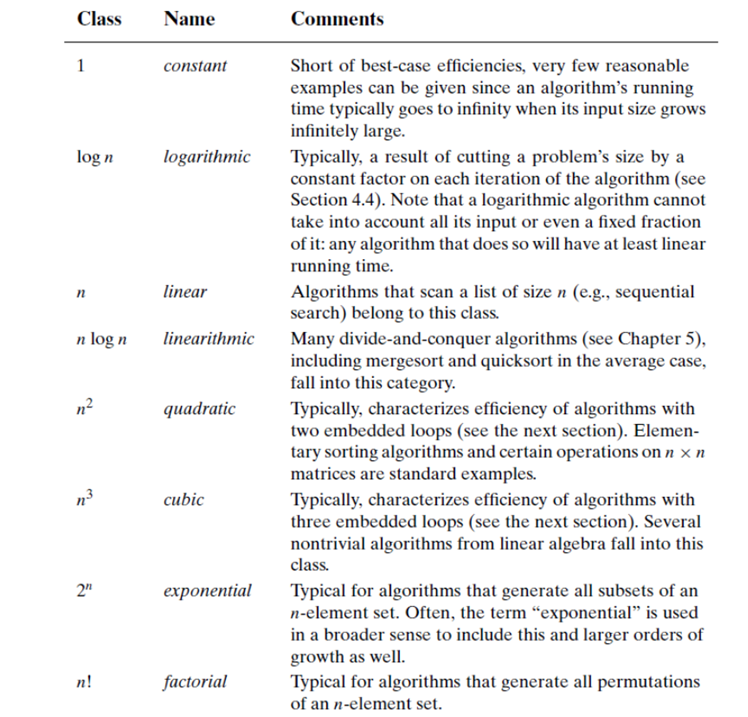 Class Name Comments
1 constant Short of best-case efficiencies, very few reasonable
examples can be given since an algorithm's running
time typically goes to infinity when its input size grows
infinitely large.
log n logarithmic Typically, a result of cutting a problem's size by a
constant factor on each iteration of the algorithm (see
Section 4.4). Note that a logarithmic algorithm cannot
take into account all its input or even a fixed fraction
of it: any algorithm that does so will have at least linear
running time.
n linear Algorithms that scan a list of size n (e.g., sequential
search) belong to this class.
n log n linearithmic Many divide-and-conquer algorithms (see Chapter 5),
including mergesort and quicksort in the average case,
fall into this category.
n² quadratic Typically, characterizes efficiency of algorithms with
two embedded loops (see the next section). Elemen-
tary sorting algorithms and certain operations on n × n
matrices are standard examples.
n³ cubic Typically, characterizes efficiency of algorithms with
three embedded loops (see the next section). Several
nontrivial algorithms from linear algebra fall into this
class.
2ⁿ exponential Typical for algorithms that generate all subsets of an
n-element set. Often, the term “exponential” is used
in a broader sense to include this and larger orders of
growth as well.
n! factorial Typical for algorithms that generate all permutations
of an n-element set.